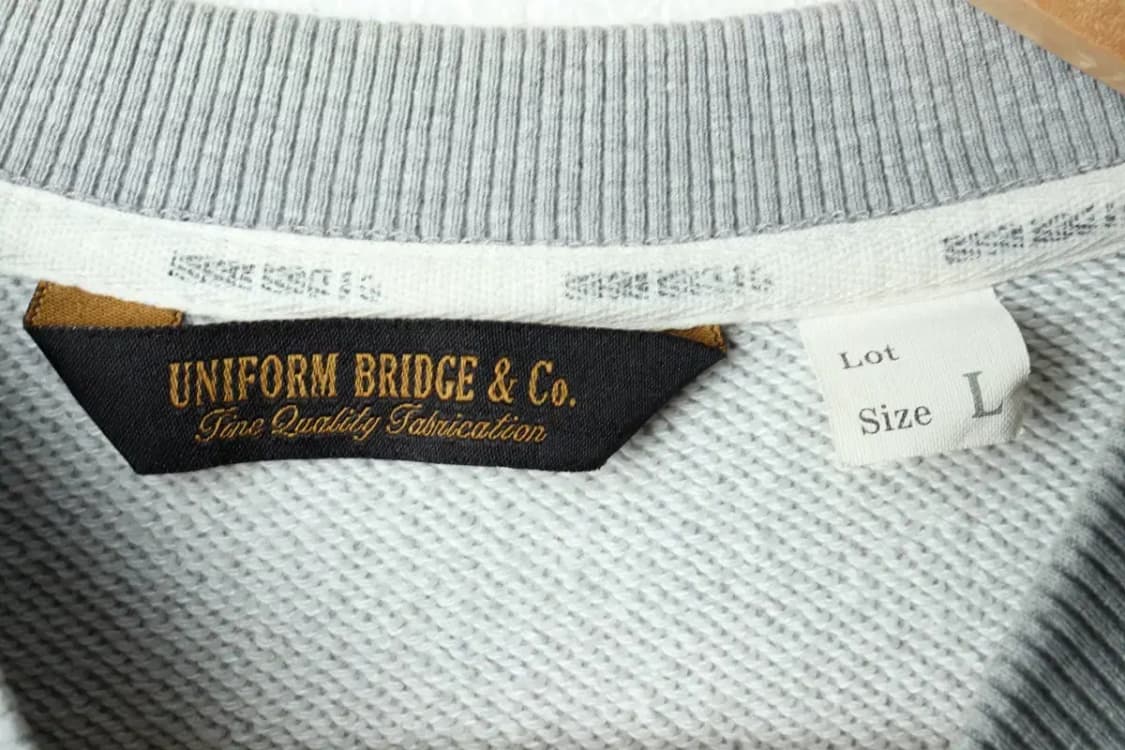 UNIFORM BRIDGE & Co.
Fine Quality Fabrication
Lot
Size L